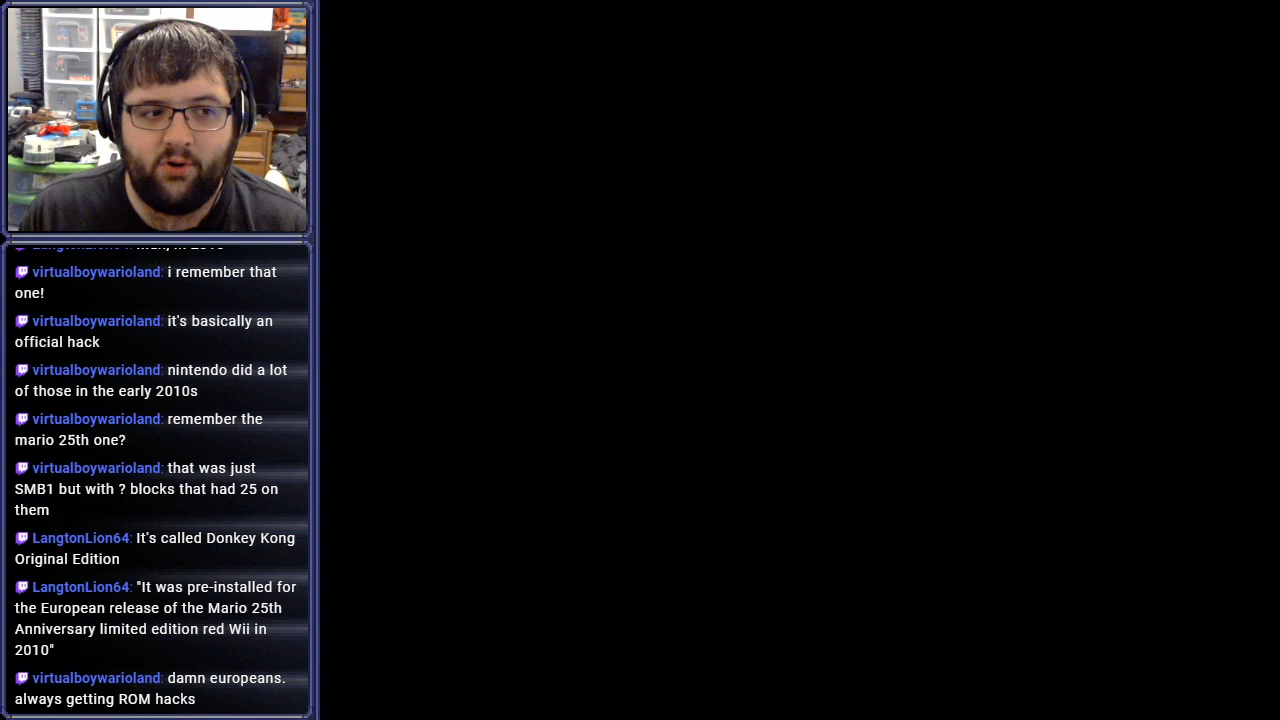 virtualboywarioland: i remember that
one!
virtualboywarioland: it's basically an
official hack
virtualboywarioland: nintendo did a lot
of those in the early 2010s
virtualboywarioland: remember the
mario 25th one?
virtualboywarioland: that was just
SMB1 but with ? blocks that had 25 on
them
LangtonLion64: It's called Donkey Kong
Original Edition
LangtonLion64: "It was pre-installed for
the European release of the Mario 25th
Anniversary limited edition red Wii in
2010"
virtualboywarioland: damn europeans.
always getting ROM hacks